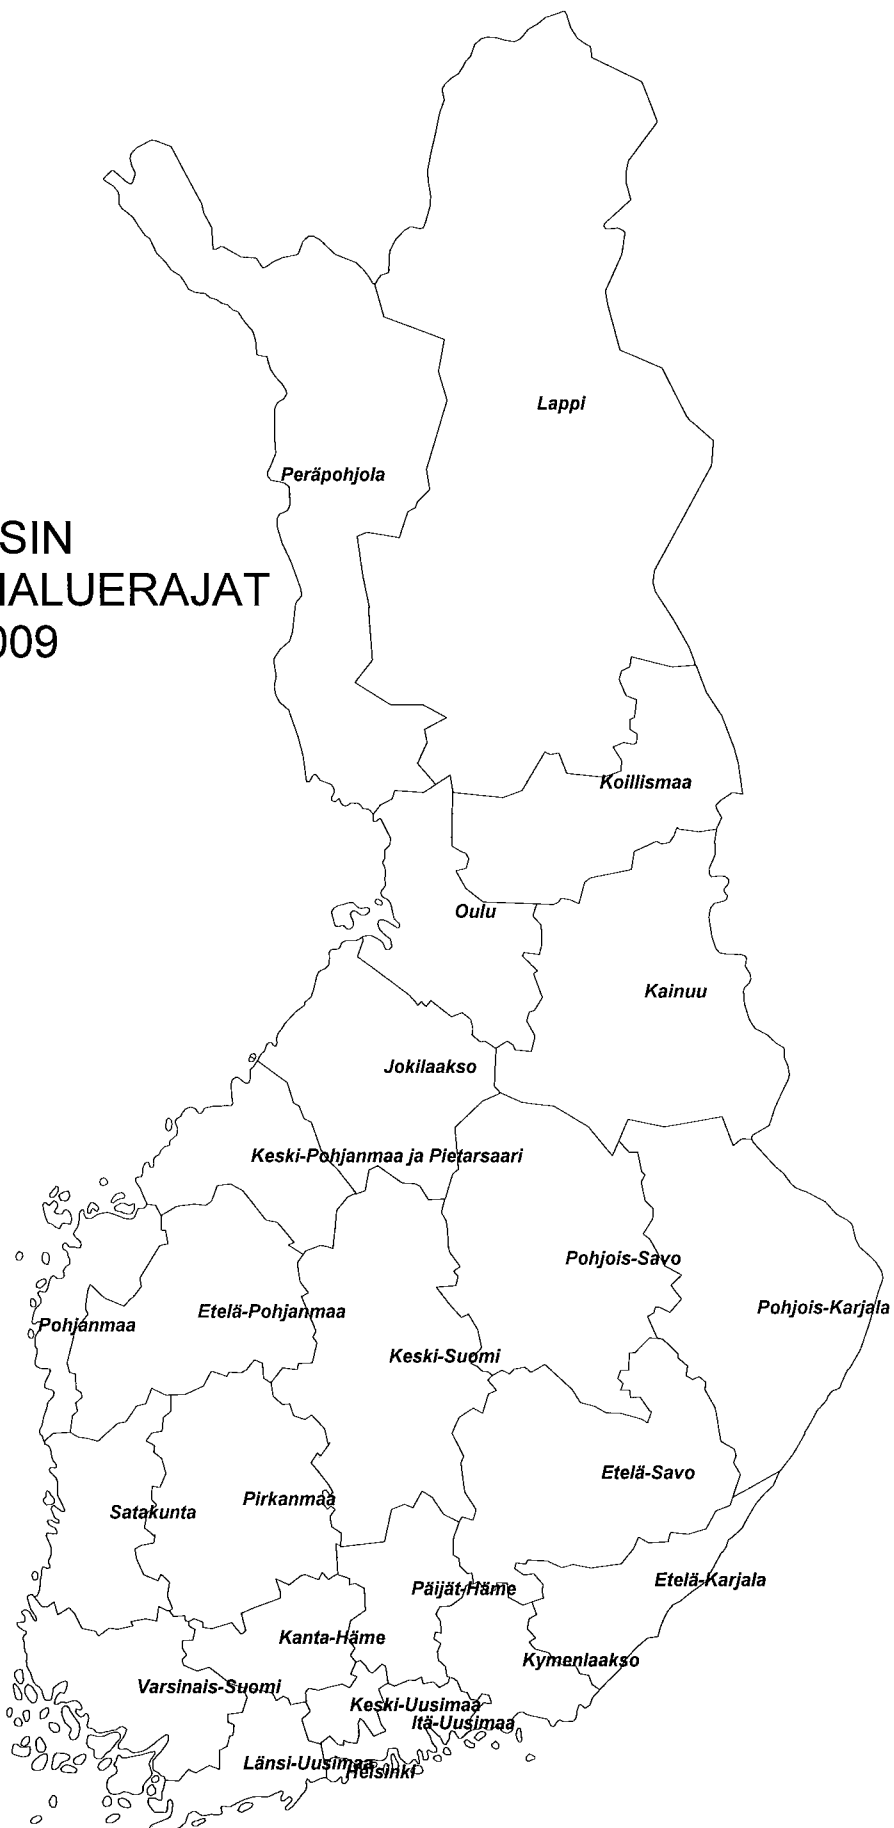 Lappi
Peräpohjola
SIN
ALUERAJAT
009
Koillismaa
Oulu
Kainuu
Jokilaakso
Keski-Pohjanmaa ja Pietarsaari
Pohjois-Savo
Pohjois-Karjala
Etelä-Pohjanmaa
Pohjanmaa
Keski-Suomi
Etelä-Savo
Pirkanmaa
Satakunta
Etelä-Karjala
Päijät-Häme
Kanta-Häme
Kymenlaakso
Varsinais-Suomi
Keski-Uusimaa
Itä-Uusimaa
Länsi-Uusimaa
Helsinki